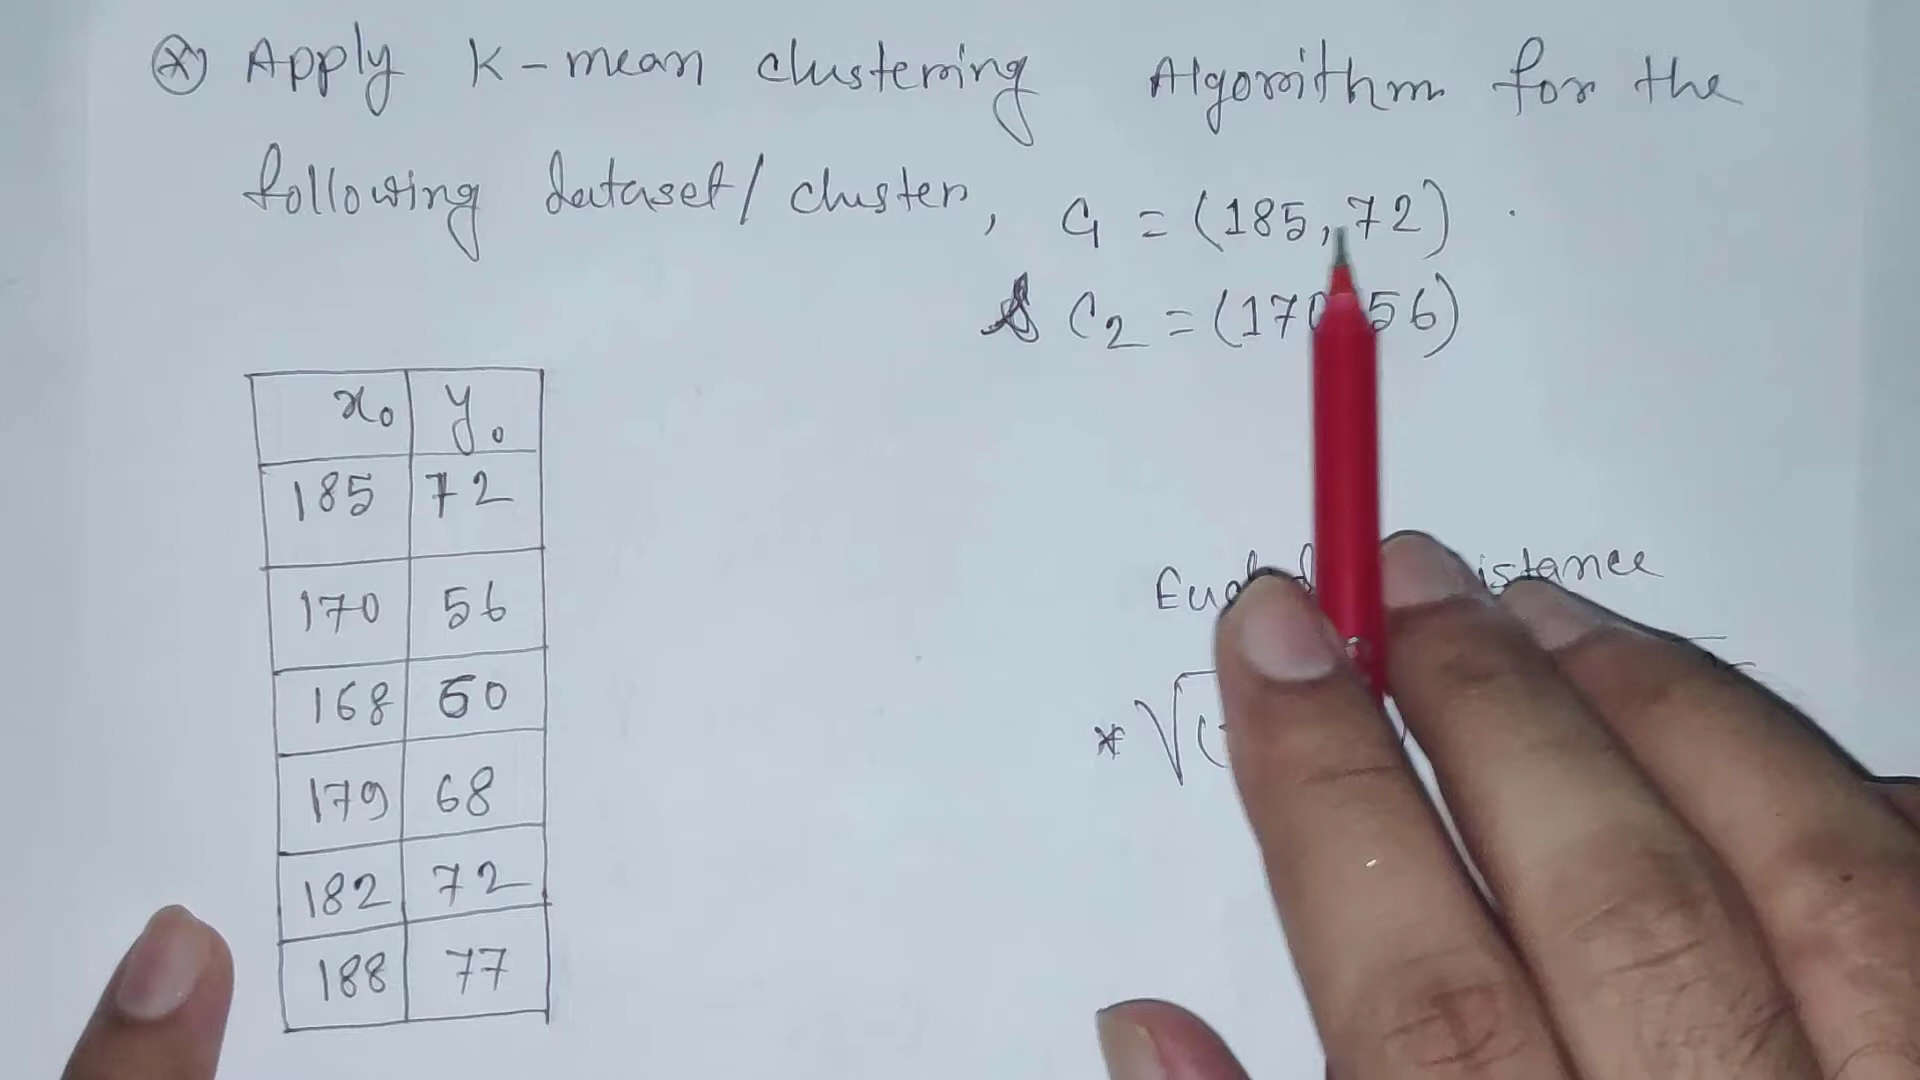 Apply K-mean clustering Algorithm for the
following dataset/ cluster, C1 = (185,72)
& C2 = (170 56)
x0 y0
185 72
170 56
168 60
179 68
182 72
188 77
* √(